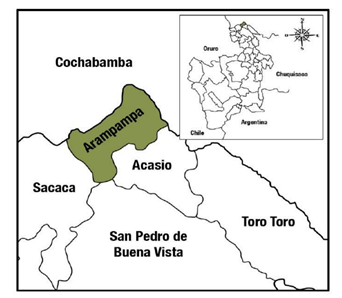 Cochabamba
Oruro
Chuquisaca
Argentina
Chile
Arampampa
Acasio
Sacaca
Toro Toro
San Pedro de
Buena Vista